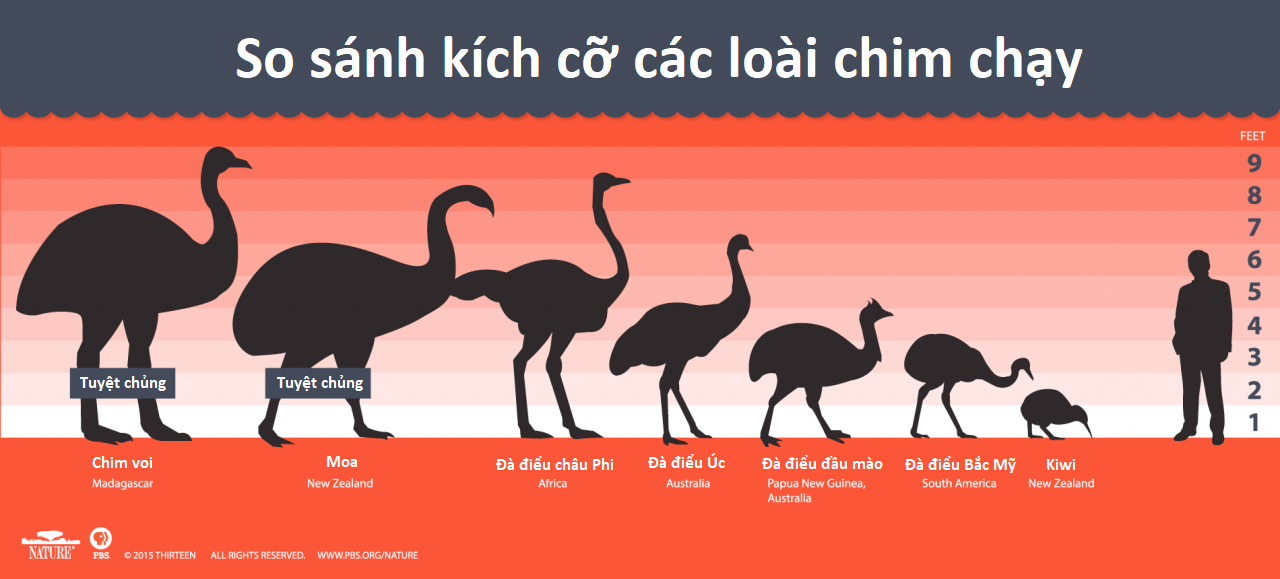 So sánh kích cỡ các loài chim chạy
FEET
9
8
7
6
5
4
3
2
1
Tuyệt chủng
Tuyệt chủng
Chim voi
Madagascar
Moa
New Zealand
Đà điểu châu Phi
Africa
Đà điểu Úc
Australia
Đà điểu đầu mào
Papua New Guinea,
Australia
Đà điểu Bắc Mỹ
South America
Kiwi
New Zealand
NATURE
PBS.
© 2015 THIRTEEN ALL RIGHTS RESERVED. WWW.PBS.ORG/NATURE